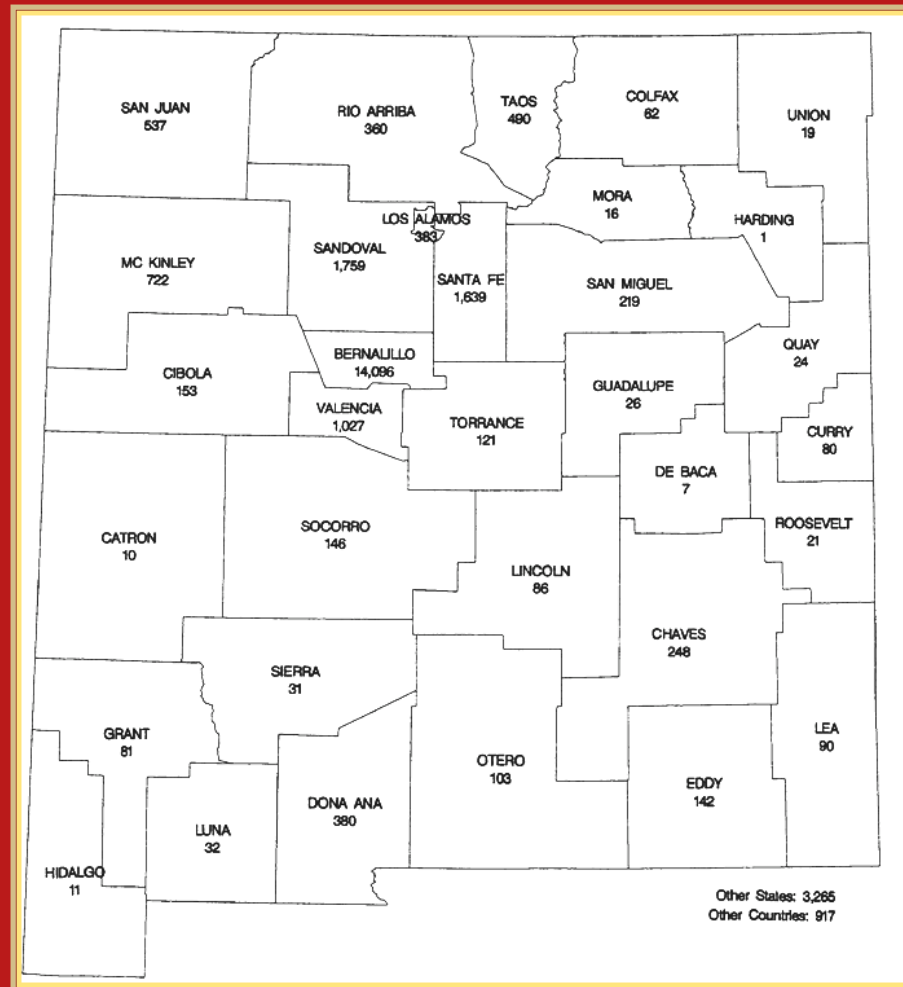 SAN JUAN
537
RIO ARRIBA
360
TAOS
490
COLFAX
62
UNION
19
MORA
16
HARDING
1
LOS ALAMOS
383
SANDOVAL
1,759
SANTA FE
1,639
SAN MIGUEL
219
MC KINLEY
722
QUAY
24
BERNALILLO
14,096
CIBOLA
153
GUADALUPE
26
VALENCIA
1,027
TORRANCE
121
CURRY
80
DE BACA
7
ROOSEVELT
21
CATRON
10
SOCORRO
146
LINCOLN
86
CHAVES
248
SIERRA
31
GRANT
81
LEA
90
OTERO
103
EDDY
142
DONA ANA
380
LUNA
32
HIDALGO
11
Other States: 3,265
Other Countries: 917